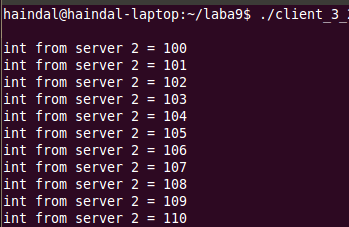 haindal@haindal-laptop:~/laba9$ ./client_3_
int from server 2 = 100
int from server 2 = 101
int from server 2 = 102
int from server 2 = 103
int from server 2 = 104
int from server 2 = 105
int from server 2 = 106
int from server 2 = 107
int from server 2 = 108
int from server 2 = 109
int from server 2 = 110